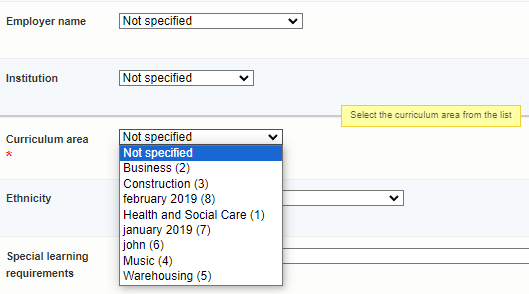 Employer name
Not specified
Institution
Not specified
Select the curriculum area from the list
Curriculum area
Not specified
*
Not specified
Business (2)
Construction (3)
february 2019 (8)
Ethnicity
Health and Social Care (1)
january 2019 (7)
john (6)
Music (4)
Special learning
requirements
Warehousing (5)